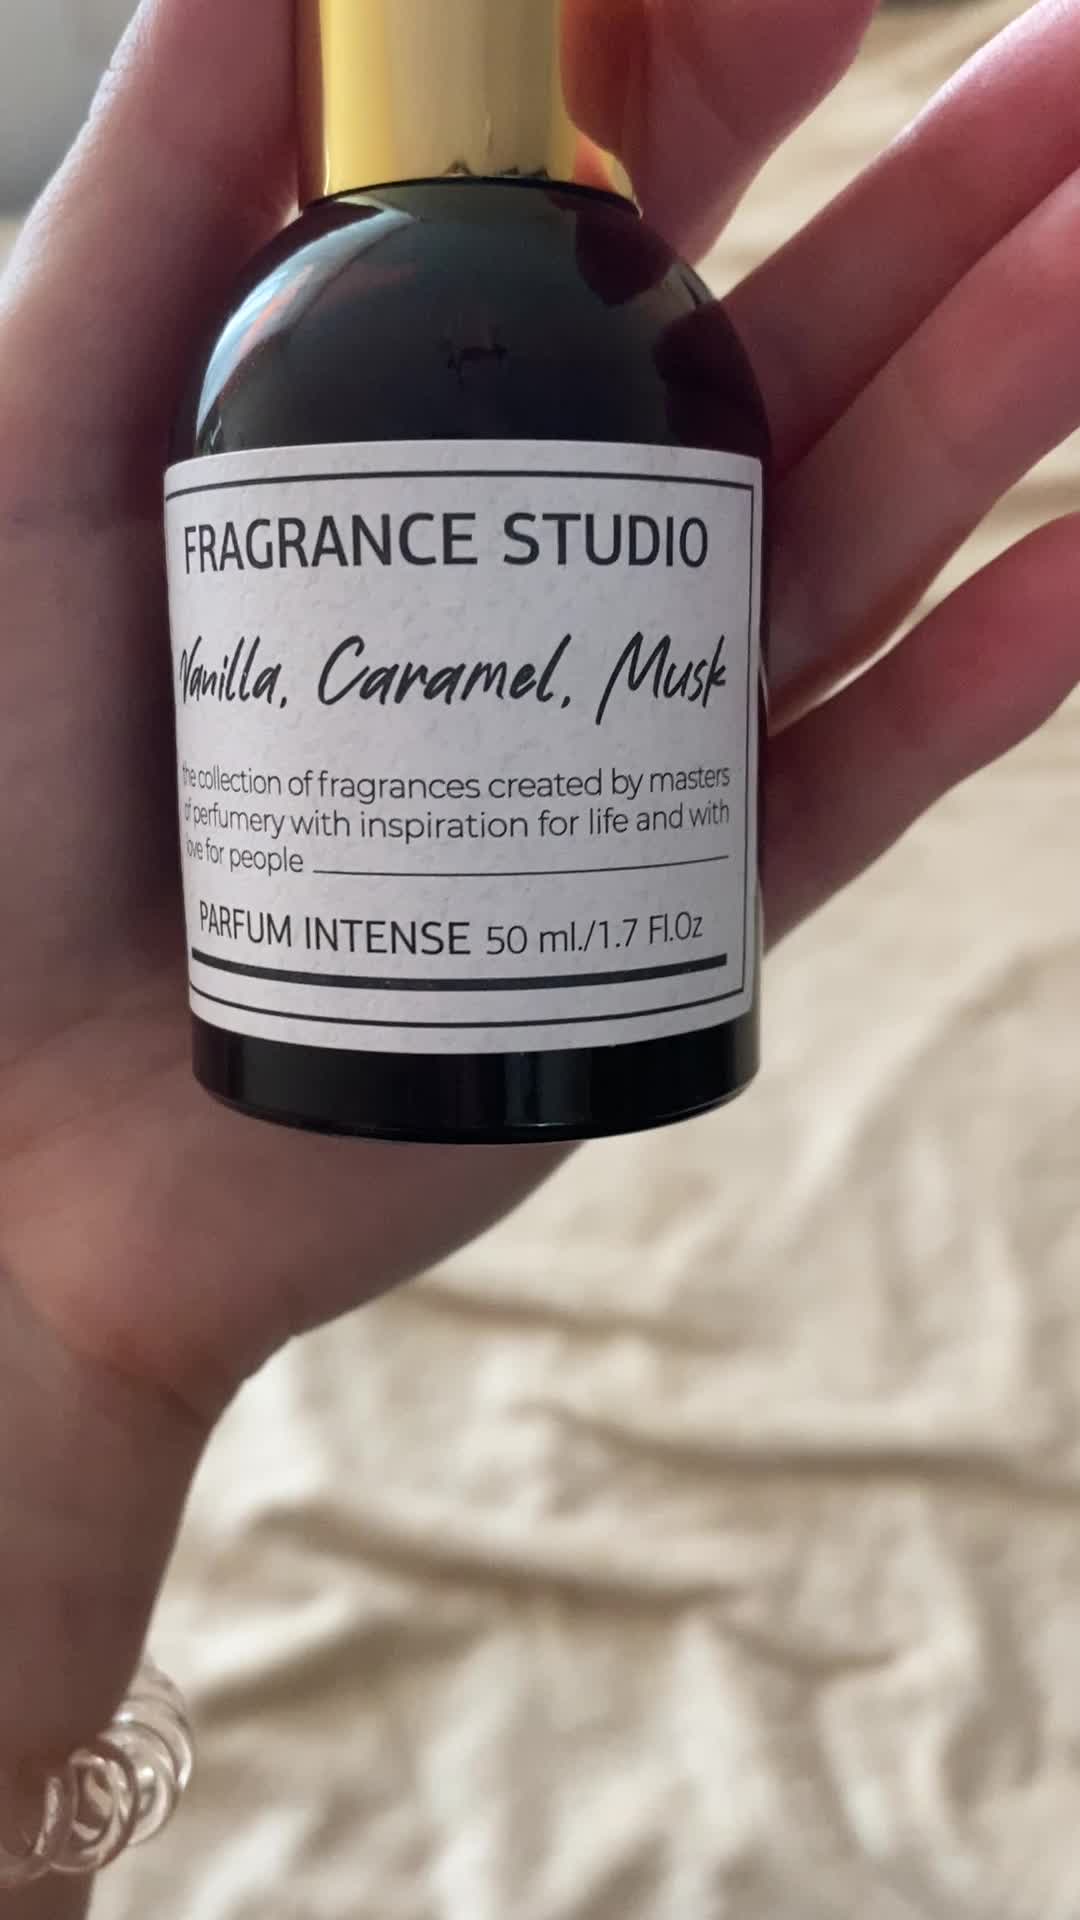 FRAGRANCE STUDIO
Vanilla, Caramel, Musk
the collection of fragrances created by masters
of perfumery with inspiration for life and with
love for people
PARFUM INTENSE 50 ml./1.7 Fl.Oz